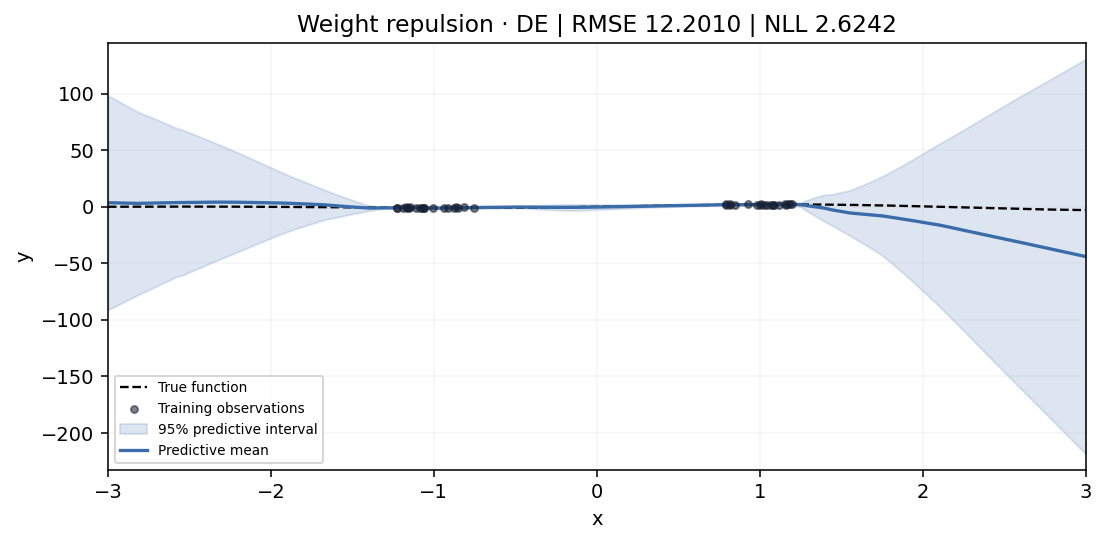 Weight repulsion · DE | RMSE 12.2010 | NLL 2.6242
100
50
0
−50
−100
−150
−200
y
True function
Training observations
95% predictive interval
Predictive mean
−3
−2
−1
0
1
2
3
x